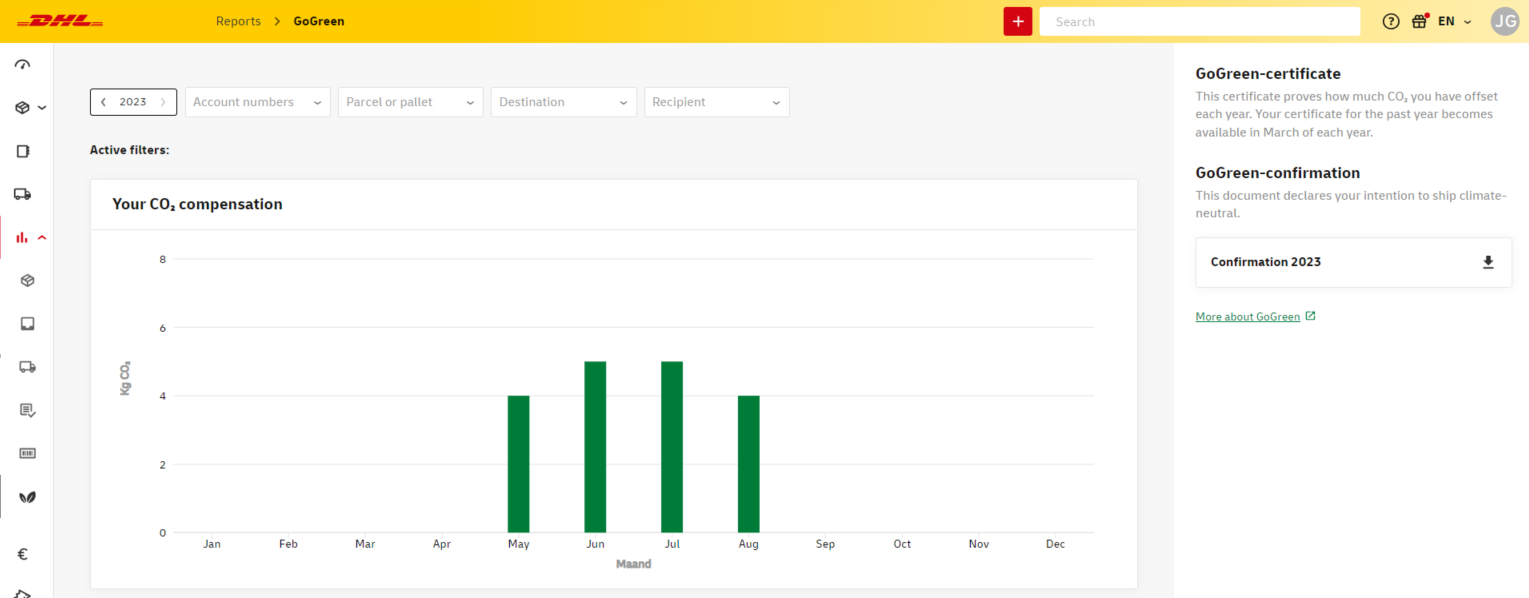 DHL
Reports > GoGreen
+
Search
?
EN
JG
2023
Account numbers
Parcel or pallet
Destination
Recipient
Active filters:
Your CO₂ compensation
8
6
4
2
0
Kg CO₂
Jan Feb Mar Apr May Jun Jul Aug Sep Oct Nov Dec
Maand
€
GoGreen-certificate
This certificate proves how much CO₂ you have offset
each year. Your certificate for the past year becomes
available in March of each year.
GoGreen-confirmation
This document declares your intention to ship climate-
neutral.
Confirmation 2023
More about GoGreen